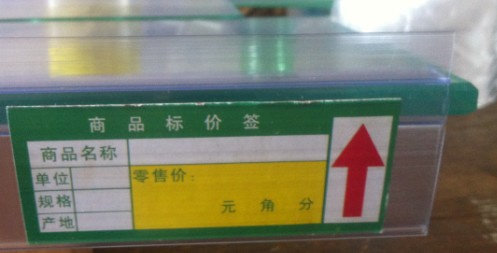 商品标价签
商品名称
单位
零售价：
规格
元 角 分
产地